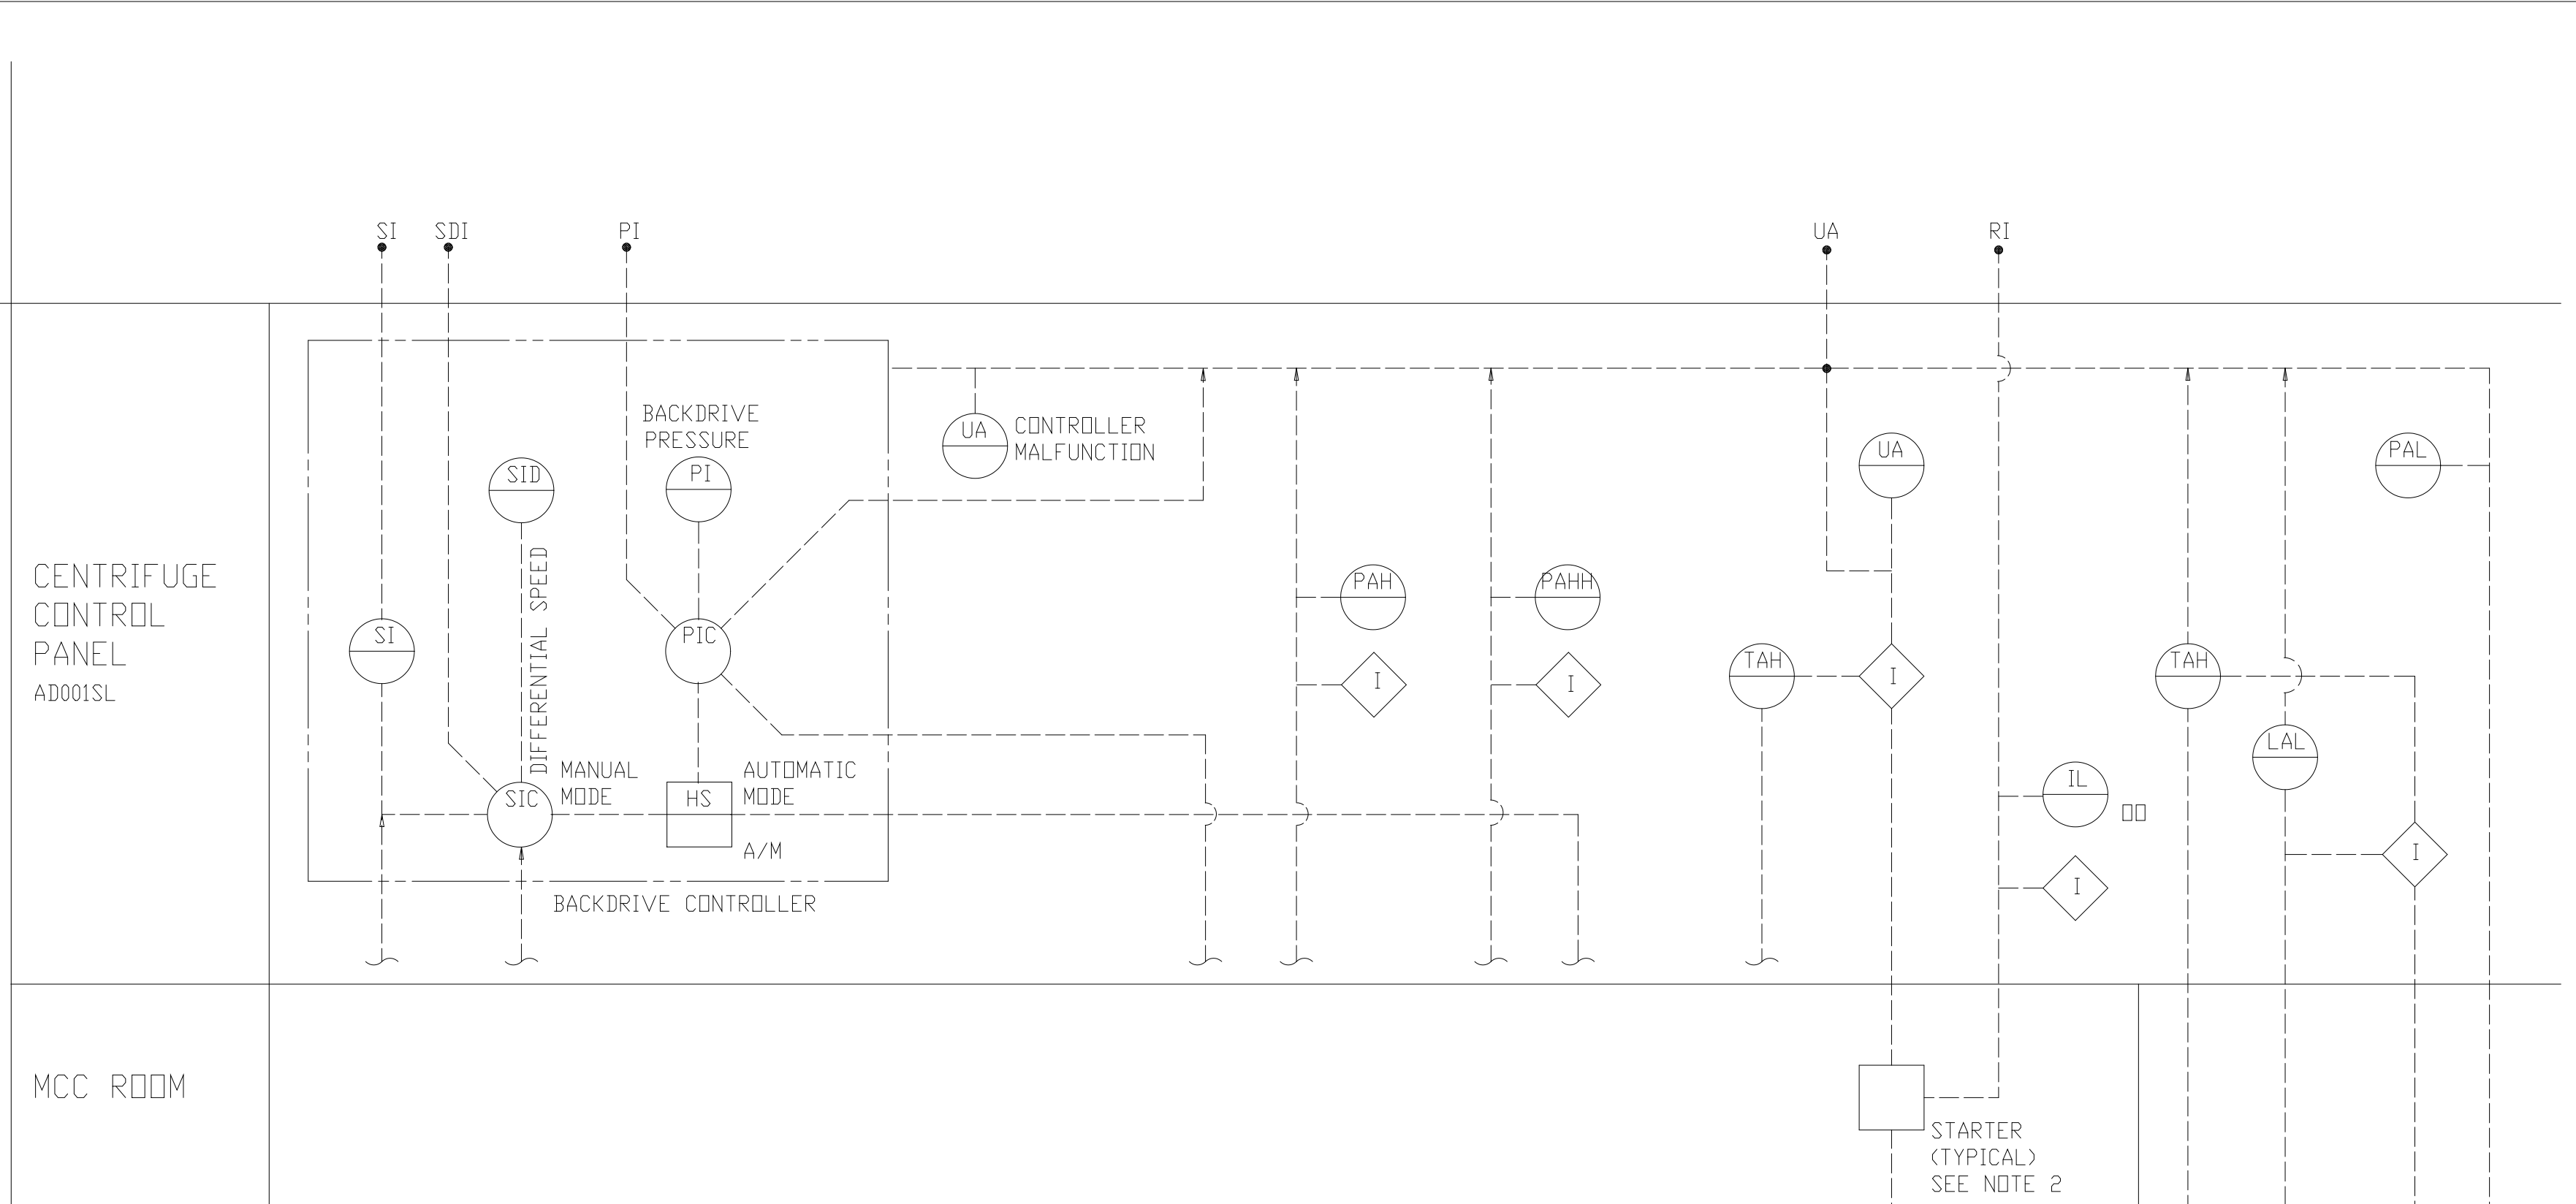 SI
SDI
PI
UA
RI
BACKDRIVE
PRESSURE
UA
CONTROLLER
MALFUNCTION
SID
PI
UA
PAL
DIFFERENTIAL SPEED
CENTRIFUGE
CONTROL
PANEL
AD001SL
SI
PIC
PAH
PAHH
I
I
TAH
I
TAH
LAL
MANUAL
MODE
AUTOMATIC
MODE
SIC
HS
A/M
IL
OO
I
I
BACKDRIVE CONTROLLER
MCC ROOM
STARTER
(TYPICAL)
SEE NOTE 2